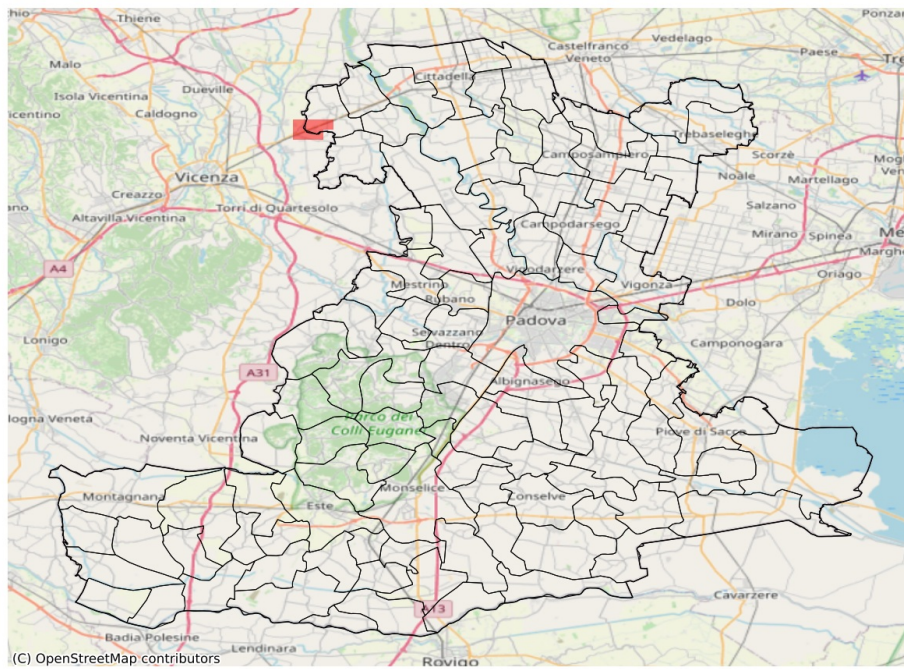 Thiene
Vedelago
Castelfranco
Veneto
Paese
Malo
Cittadella
Dueville
Isola Vicentina
Caldogno
Trebaseleghe
Camposampiero
Scorzè
Vicenza
Noale
Martellago
Creazzo
Salzano
Altavilla Vicentina
Torri di Quartesolo
Campodarsego
Mirano
Spinea
A4
Oriago
Vigodarzere
Mestrino
Rubano
Vigonza
Dolo
Padova
Selvazzano
Dentro
Lonigo
Camponogara
A31
Albignasego
Parco dei
Colli Euganei
Noventa Vicentina
Piove di Sacco
Montagnana
Monselice
Conselve
Este
Cavarzere
A13
Badia Polesine
Lendinara
Rovigo
(C) OpenStreetMap contributors